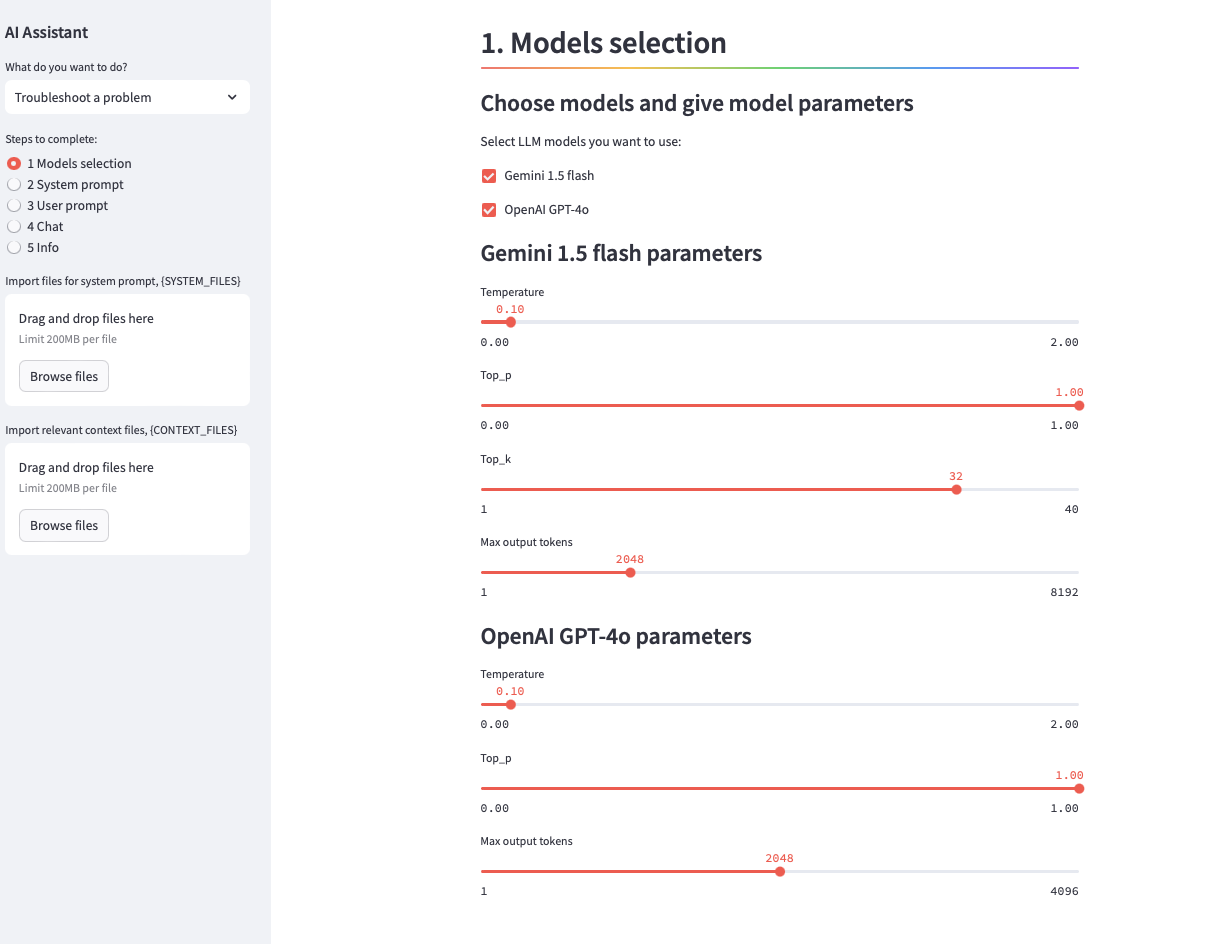 AI Assistant
What do you want to do?
Troubleshoot a problem
Steps to complete:
1 Models selection
2 System prompt
3 User prompt
4 Chat
5 Info
Import files for system prompt, {SYSTEM_FILES}
Drag and drop files here
Limit 200MB per file
Browse files
Import relevant context files, {CONTEXT_FILES}
Drag and drop files here
Limit 200MB per file
Browse files
1. Models selection
Choose models and give model parameters
Select LLM models you want to use:
Gemini 1.5 flash
OpenAI GPT-4o
Gemini 1.5 flash parameters
Temperature
0.10
0.00 2.00
Top_p
1.00
0.00 1.00
Top_k
32
1 40
Max output tokens
2048
1 8192
OpenAI GPT-4o parameters
Temperature
0.10
0.00 2.00
Top_p
1.00
0.00 1.00
Max output tokens
2048
1 4096